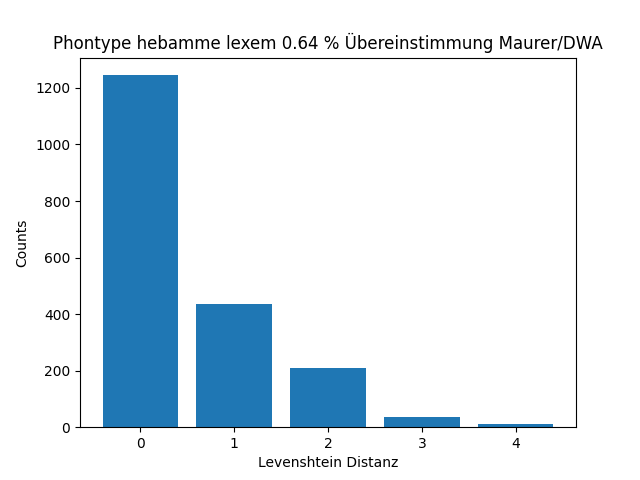 Phontype hebamme lexem 0.64 % Übereinstimmung Maurer/DWA
1200
1000
800
600
400
200
0
Counts
0 1 2 3 4
Levenshtein Distanz